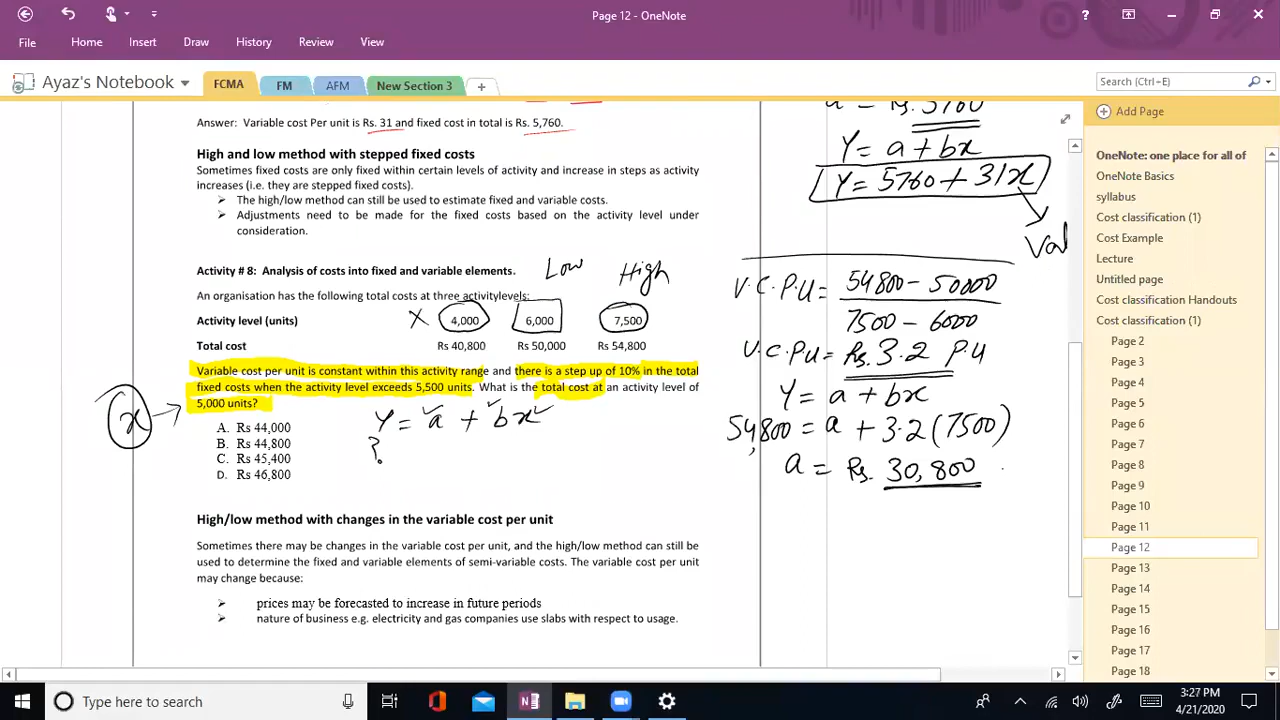 Page 12 - OneNote
File Home Insert Draw History Review View
Ayaz's Notebook FCMA FM AFM New Section 3
Search (Ctrl+E)
Add Page
Answer: Variable cost Per unit is Rs. 31 and fixed cost in total is Rs. 5,760.
High and low method with stepped fixed costs
Sometimes fixed costs are only fixed within certain levels of activity and increase in steps as activity
increases (i.e. they are stepped fixed costs).
The high/low method can still be used to estimate fixed and variable costs.
Adjustments need to be made for the fixed costs based on the activity level under
consideration.
Low High
Activity # 8: Analysis of costs into fixed and variable elements.
An organisation has the following total costs at three activitylevels:
Activity level (units) X 4,000 6,000 7,500
Total cost Rs 40,800 Rs 50,000 Rs 54,800
Variable cost per unit is constant within this activity range and there is a step up of 10% in the total
fixed costs when the activity level exceeds 5,500 units. What is the total cost at an activity level of
5,000 units?
x
A. Rs 44,000
B. Rs 44,800
C. Rs 45,400
D. Rs 46,800
Y = a + bx
?
High/low method with changes in the variable cost per unit
Sometimes there may be changes in the variable cost per unit, and the high/low method can still be
used to determine the fixed and variable elements of semi-variable costs. The variable cost per unit
may change because:
prices may be forecasted to increase in future periods
nature of business e.g. electricity and gas companies use slabs with respect to usage.
a = Rs. 5760
Y = a + bx
Y = 5760 + 31x
V.C.P.U = 54800 - 50000
7500 - 6000
V.C.P.U = Rs. 3.2 P.U
Y = a + bx
54,800 = a + 3.2 (7500)
a = Rs. 30,800
OneNote: one place for all of
OneNote Basics
syllabus
Cost classification (1)
Cost Example
Lecture
Untitled page
Cost classification Handouts
Cost classification (1)
Page 2
Page 3
Page 4
Page 5
Page 6
Page 7
Page 8
Page 9
Page 10
Page 11
Page 12
Page 13
Page 14
Page 15
Page 16
Page 17
Page 18
Type here to search
3:27 PM
4/21/2020